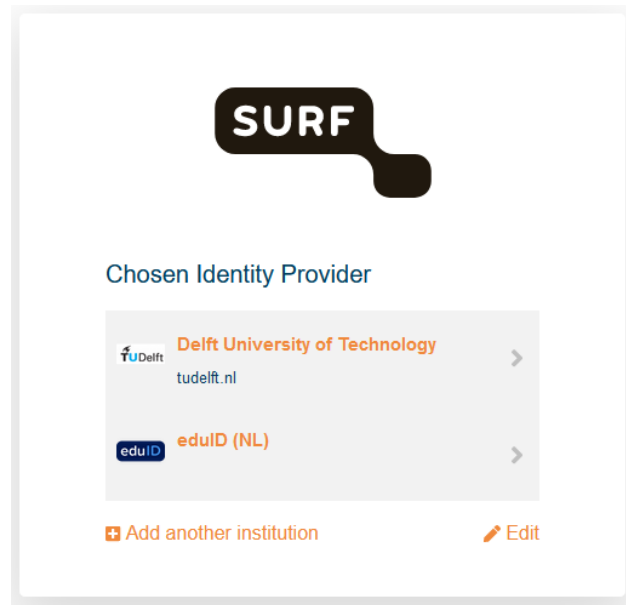 SURF
Chosen Identity Provider
TUDelft
Delft University of Technology
tudelft.nl
eduID
eduID (NL)
Add another institution
Edit